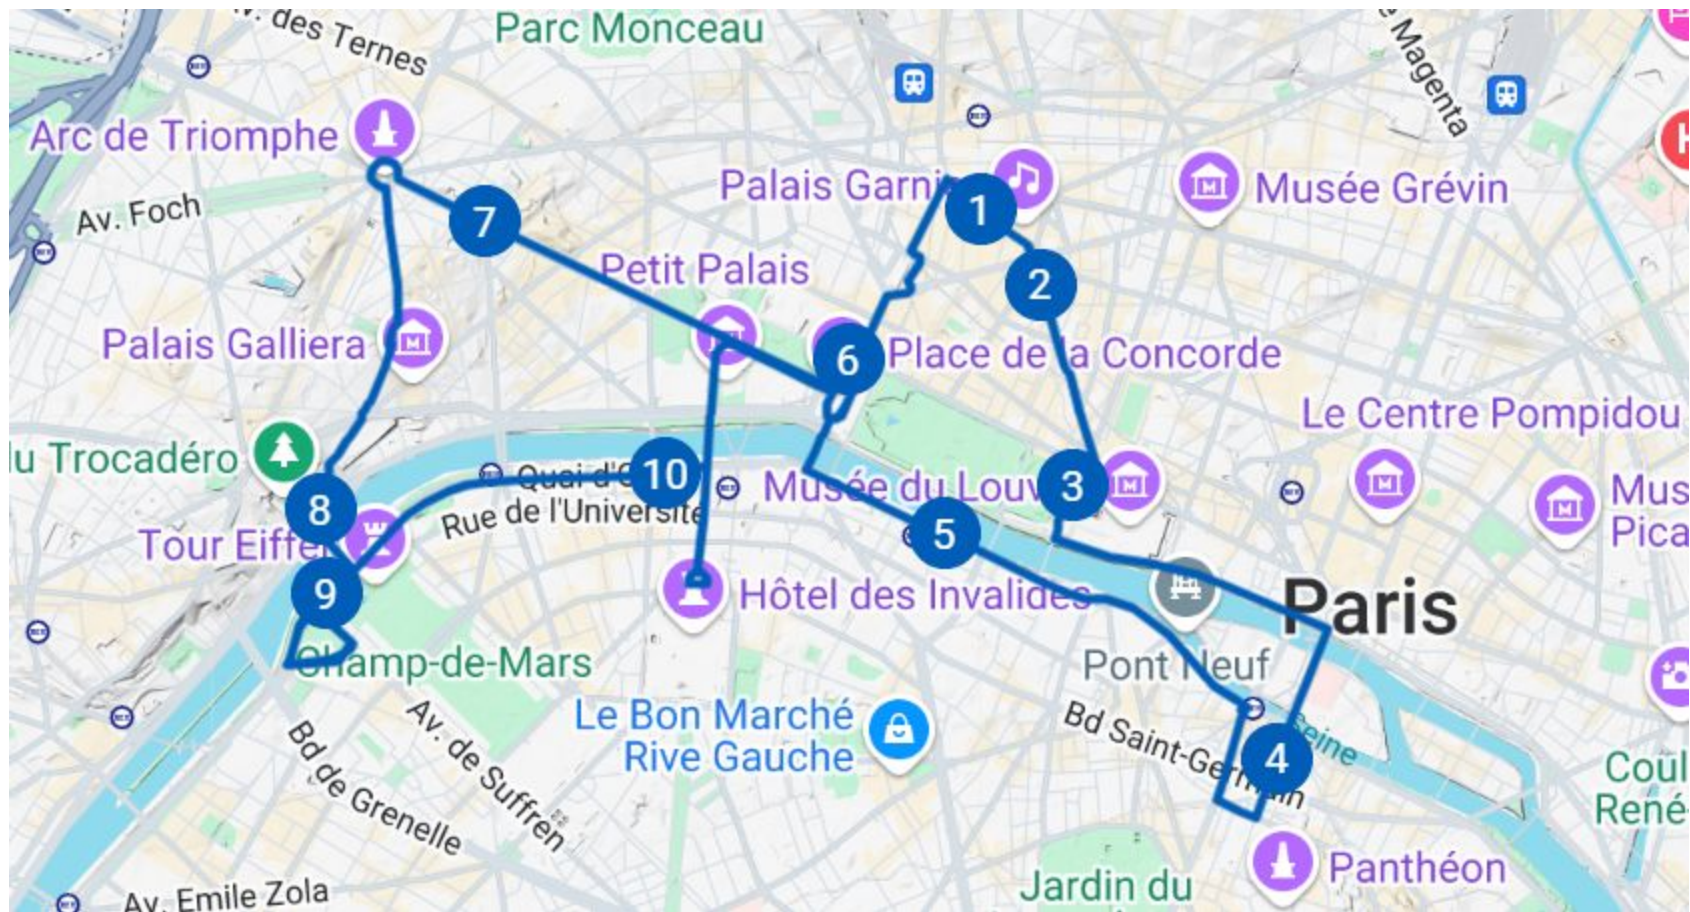 Av. des Ternes
Parc Monceau
Magenta
Arc de Triomphe
Palais Garni
Musée Grévin
1
Av. Foch
7
Petit Palais
2
Palais Galliera
6
Place de la Concorde
Le Centre Pompidou
u Trocadéro
10
Quai d'O
Musée du Louv
3
Mus
Pica
8
Rue de l'Université
5
Tour Eiffel
9
Hôtel des Invalides
Paris
Champ-de-Mars
Pont Neuf
Le Bon Marché
Rive Gauche
Bd Saint-Germain
Seine
4
Av. de Suffren
Bd de Grenelle
Coul
René-
Panthéon
Jardin du
Av. Emile Zola
H